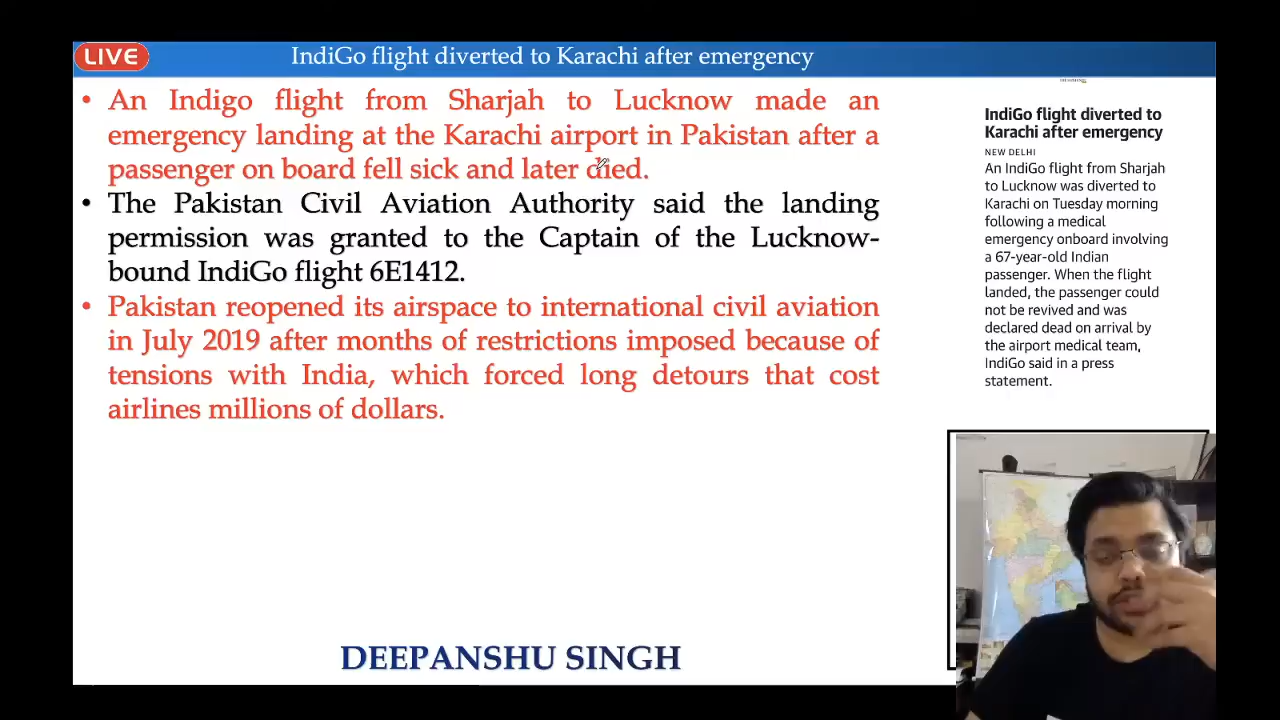 LIVE
IndiGo flight diverted to Karachi after emergency
• An Indigo flight from Sharjah to Lucknow made an
emergency landing at the Karachi airport in Pakistan after a
passenger on board fell sick and later died.
• The Pakistan Civil Aviation Authority said the landing
permission was granted to the Captain of the Lucknow-
bound IndiGo flight 6E1412.
• Pakistan reopened its airspace to international civil aviation
in July 2019 after months of restrictions imposed because of
tensions with India, which forced long detours that cost
airlines millions of dollars.
IndiGo flight diverted to
Karachi after emergency
NEW DELHI
An IndiGo flight from Sharjah
to Lucknow was diverted to
Karachi on Tuesday morning
following a medical
emergency onboard involving
a 67-year-old Indian
passenger. When the flight
landed, the passenger could
not be revived and was
declared dead on arrival by
the airport medical team,
IndiGo said in a press
statement.
DEEPANSHU SINGH